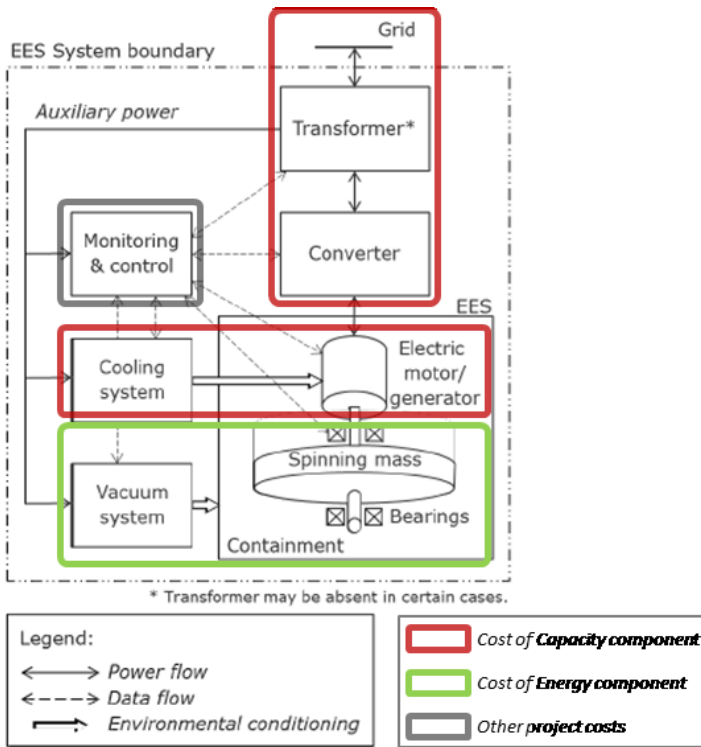 Grid
EES System boundary
Auxiliary power
Transformer*
Monitoring
& control
Converter
EES
Cooling
system
Electric
motor/
generator
Spinning mass
Vacuum
system
Bearings
Containment
* Transformer may be absent in certain cases.
Legend:
Power flow
Data flow
Environmental conditioning
Cost of Capacity component
Cost of Energy component
Other project costs